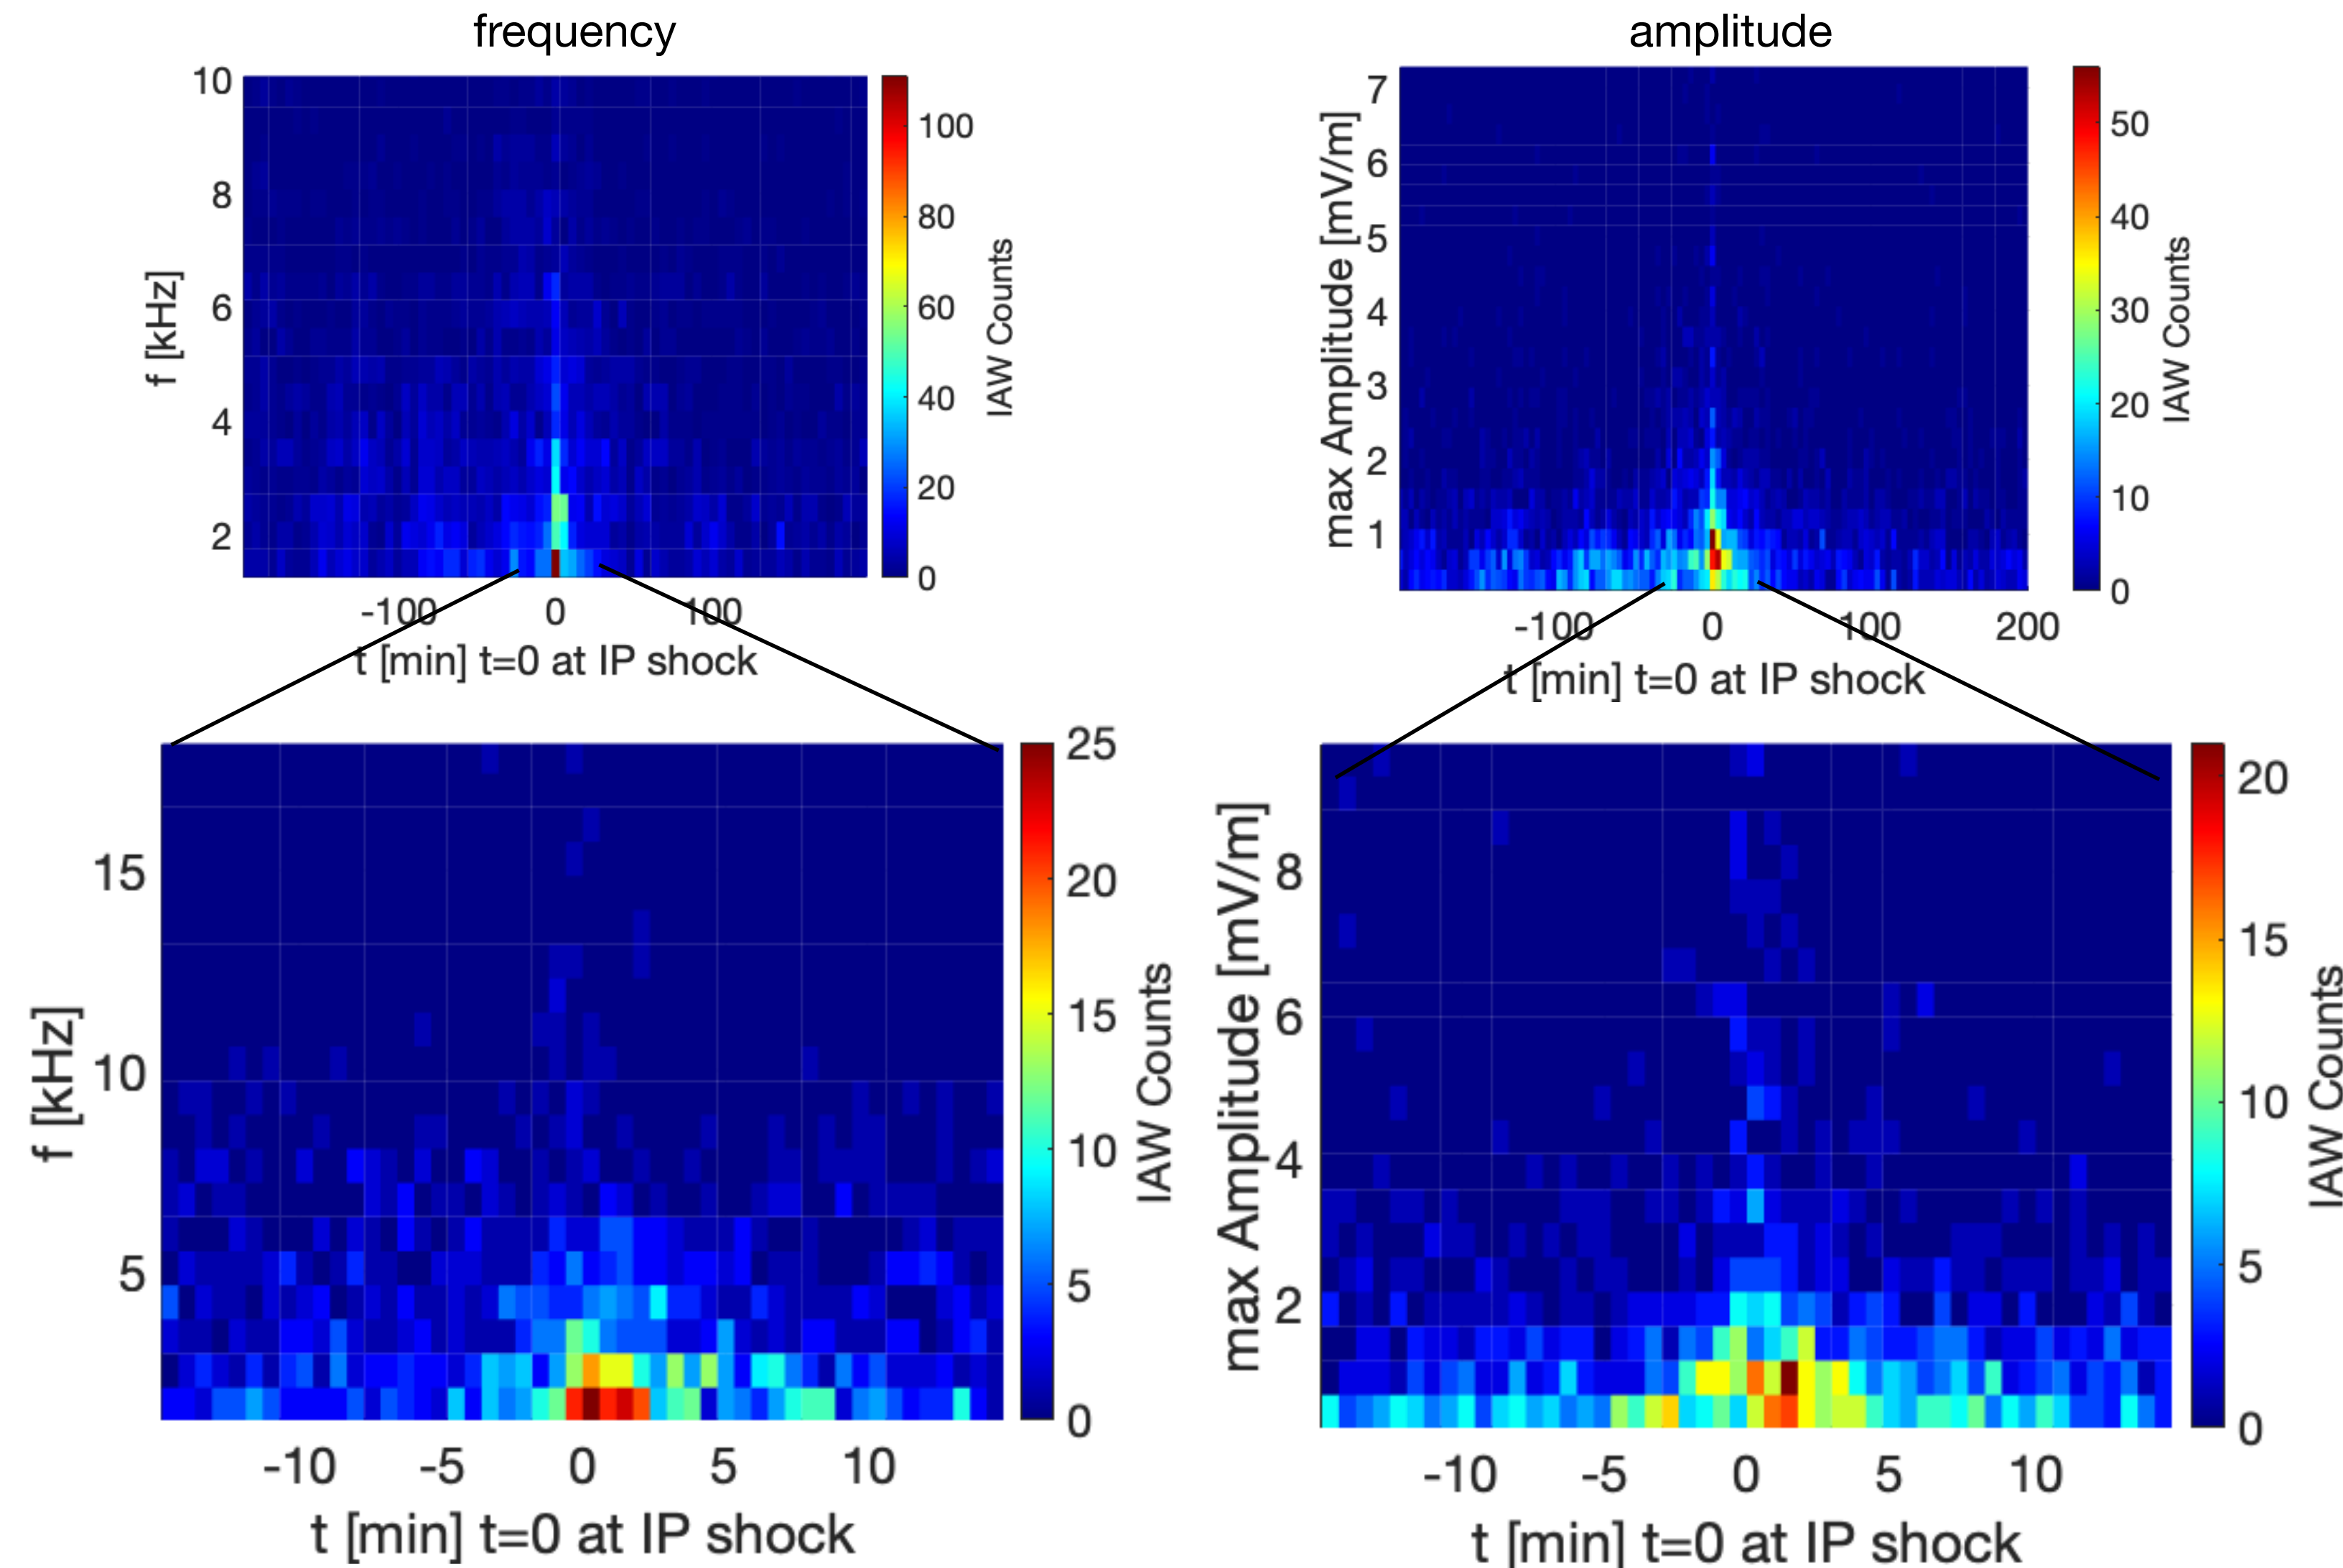 frequency
10
8
6
4
2
f [kHz]
-100 0 100
t [min] t=0 at IP shock
100
80
60
40
20
0
IAW Counts
amplitude
7
6
5
4
3
2
1
max Amplitude [mV/m]
-100 0 100 200
t [min] t=0 at IP shock
50
40
30
20
10
0
IAW Counts
15
10
5
f [kHz]
-10 -5 0 5 10
t [min] t=0 at IP shock
25
20
15
10
5
0
IAW Counts
8
6
4
2
max Amplitude [mV/m]
-10 -5 0 5 10
t [min] t=0 at IP shock
20
15
10
5
0
IAW Counts